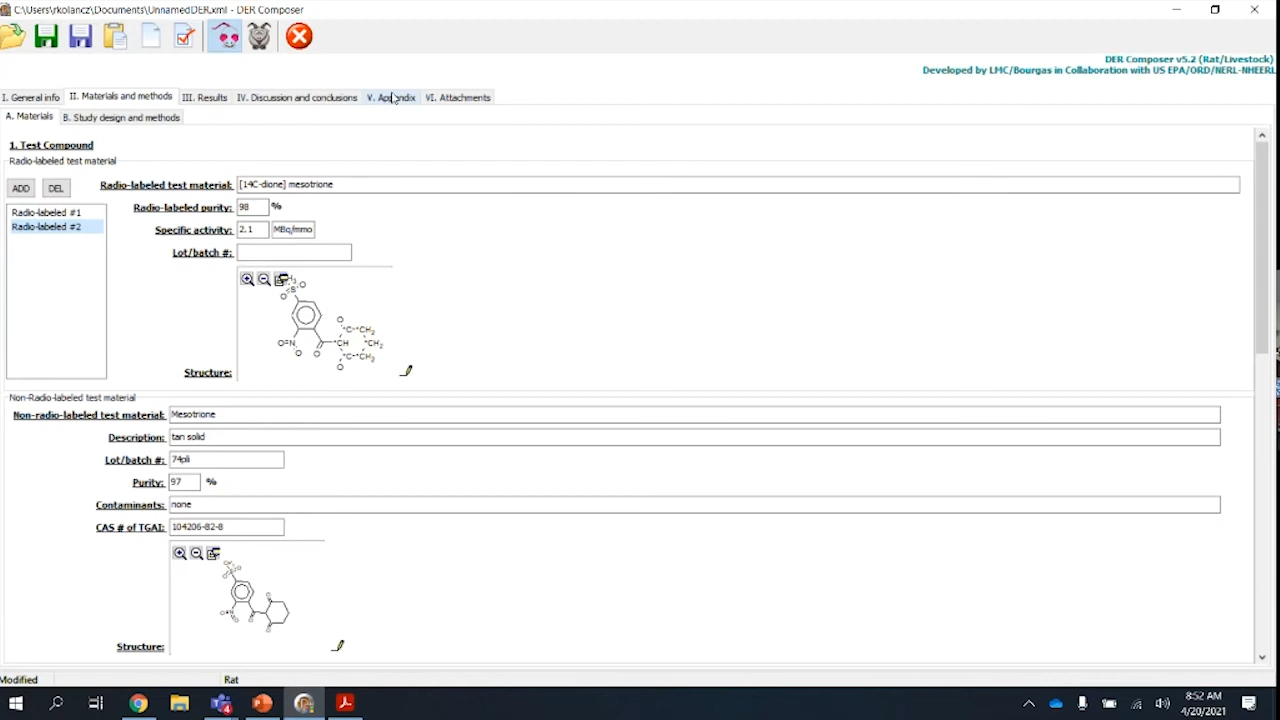 C:\Users\rkolancz\Documents\UnnamedDER.xml - DER Composer
DER Composer v5.2 (Rat/Livestock)
Developed by LMC/Bourgas in Collaboration with US EPA/ORD/NERL-NHEERL
I. General info II. Materials and methods III. Results IV. Discussion and conclusions V. Appendix VI. Attachments
A. Materials B. Study design and methods
1. Test Compound
Radio-labeled test material
ADD DEL Radio-labeled test material: [14C-dione] mesotrione
Radio-labeled #1 Radio-labeled purity: 98 %
Radio-labeled #2 Specific activity: 2.1 MBq/mmo
Lot/batch #:
Structure:
Non-Radio-labeled test material
Non-radio-labeled test material: Mesotrione
Description: tan solid
Lot/batch #: 74pli
Purity: 97 %
Contaminants: none
CAS # of TGAI: 104206-82-8
Structure:
Modified Rat
8:52 AM
4/20/2021